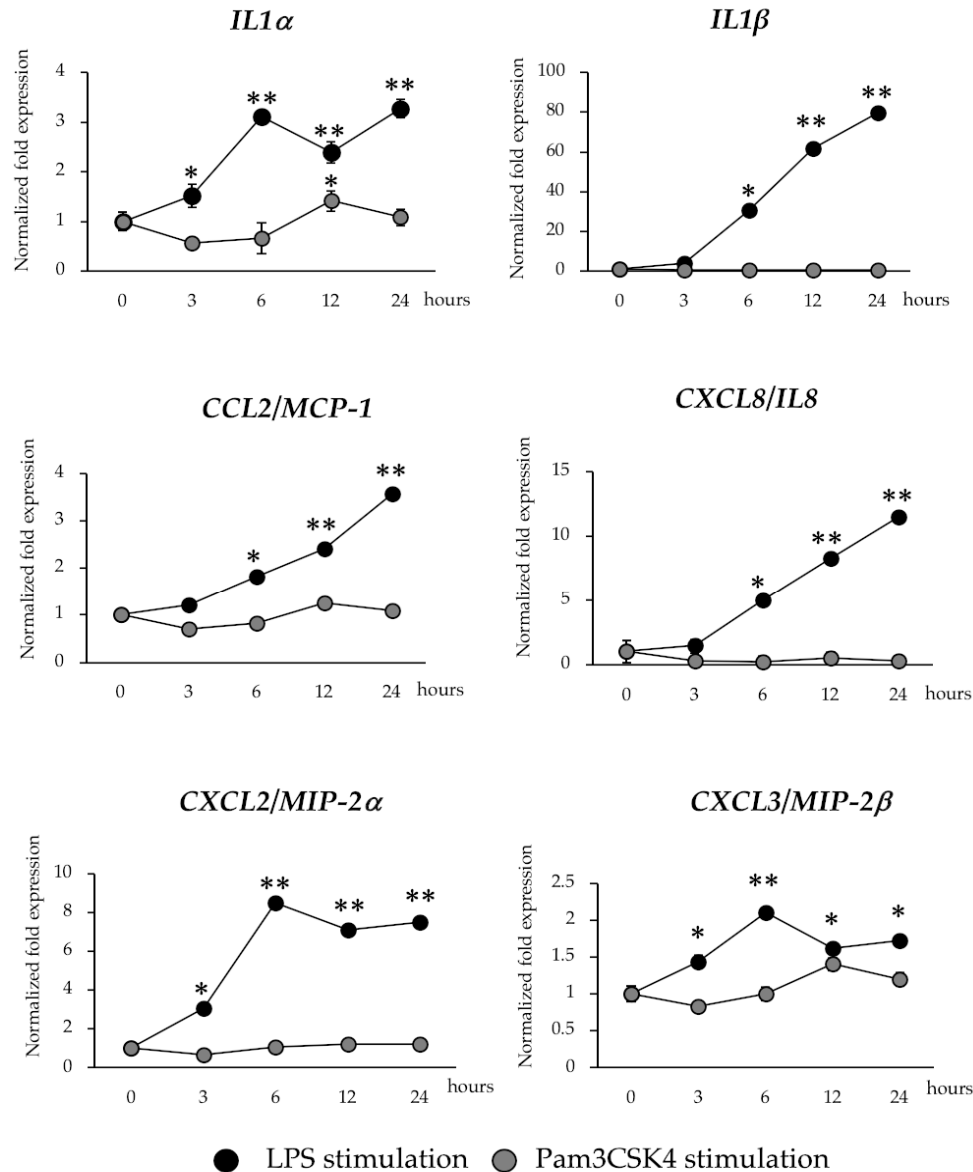 IL1α
Normalized fold expression
4
3
2
1
0
0 3 6 12 24 hours
* ** ** **
*
IL1β
Normalized fold expression
100
80
60
40
20
0
0 3 6 12 24 hours
* ** **
CCL2/MCP-1
Normalized fold expression
4
3
2
1
0
0 3 6 12 24 hours
* ** **
CXCL8/IL8
Normalized fold expression
15
10
5
0
0 3 6 12 24 hours
* ** **
CXCL2/MIP-2α
Normalized fold expression
10
8
6
4
2
0
0 3 6 12 24 hours
* ** ** **
CXCL3/MIP-2β
Normalized fold expression
2.5
2
1.5
1
0.5
0
0 3 6 12 24 hours
* ** * *
LPS stimulation Pam3CSK4 stimulation